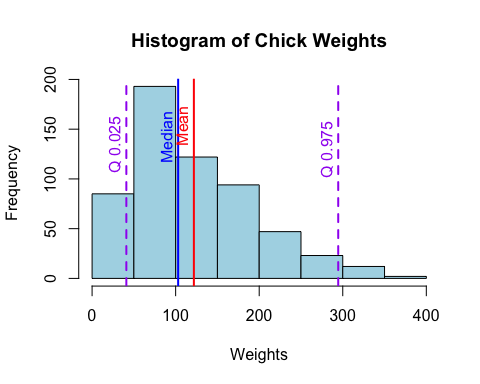 Histogram of Chick Weights
Frequency
0
50
100
150
200
Q 0.025
Median
Mean
Q 0.975
0
100
200
300
400
Weights